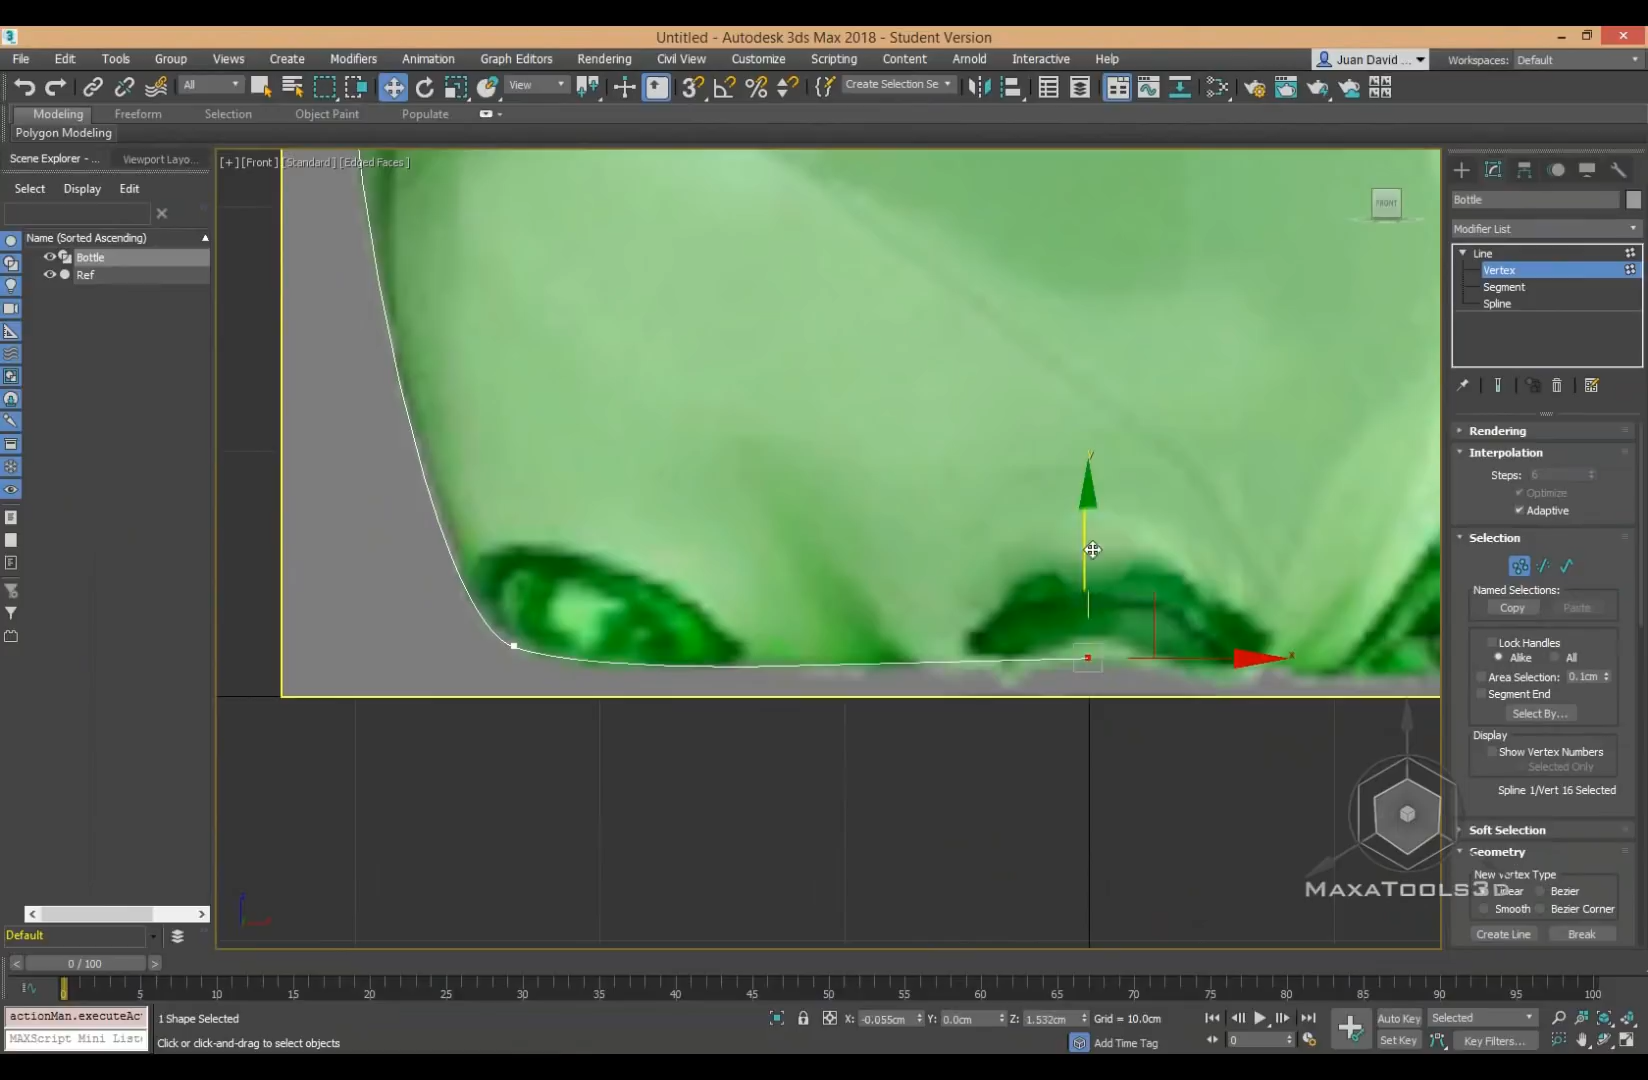 Untitled - Autodesk 3ds Max 2018 - Student Version
File Edit Tools Group Views Create Modifiers Animation Graph Editors Rendering Civil View Customize Scripting Content Arnold Interactive Help
Juan David ...
Workspaces: Default
All
View
Create Selection Se
Modeling Freeform Selection Object Paint Populate
Polygon Modeling
Scene Explorer - ... Viewport Layo...
[+] [Front] [Standard] [Edged Faces]
Select Display Edit
FRONT
Bottle
Modifier List
Name (Sorted Ascending)
Bottle
Ref
Line
Vertex
Segment
Spline
Rendering
Interpolation
Steps: 6
Optimize
Adaptive
Selection
Named Selections:
Copy Paste
Lock Handles
Alike All
Area Selection: 0.1cm
Segment End
Select By...
Display
Show Vertex Numbers
Selected Only
Spline 1/Vert 16 Selected
Soft Selection
Geometry
New Vertex Type
Linear Bezier
Smooth Bezier Corner
Create Line Break
y
x
MaxaTools3D
Default
< 0 / 100 >
0 5 10 15 20 25 30 35 40 45 50 55 60 65 70 75 80 85 90 95 100
actionMan.executeAc
MAXScript Mini List
1 Shape Selected
Click or click-and-drag to select objects
X: -0.055cm Y: 0.0cm Z: 1.532cm Grid = 10.0cm
Add Time Tag
0
Auto Key Selected
Set Key Key Filters...